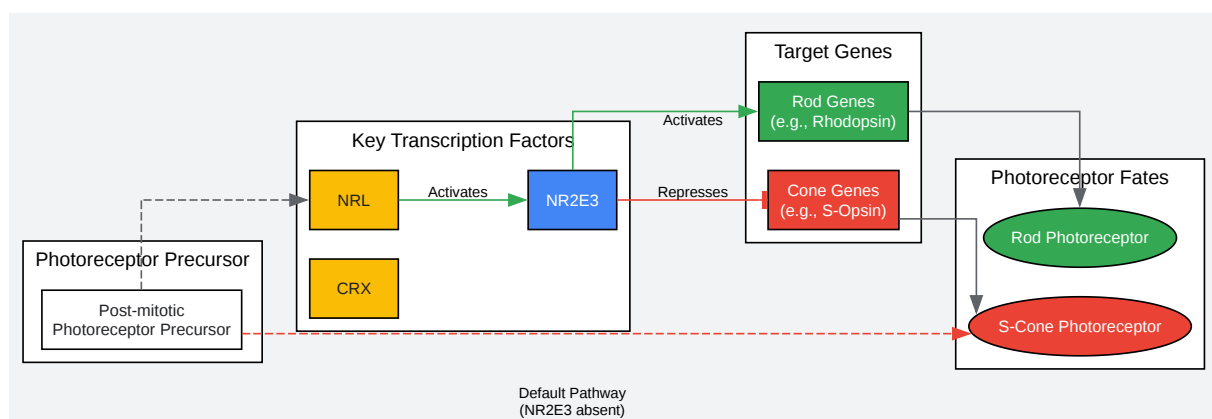 Target Genes
Rod Genes
(e.g., Rhodopsin)
Activates
Key Transcription Factors
Cone Genes
(e.g., S-Opsin)
Photoreceptor Fates
NRL
Activates
NR2E3
Represses
Rod Photoreceptor
Photoreceptor Precursor
CRX
Post-mitotic
Photoreceptor Precursor
S-Cone Photoreceptor
Default Pathway
(NR2E3 absent)